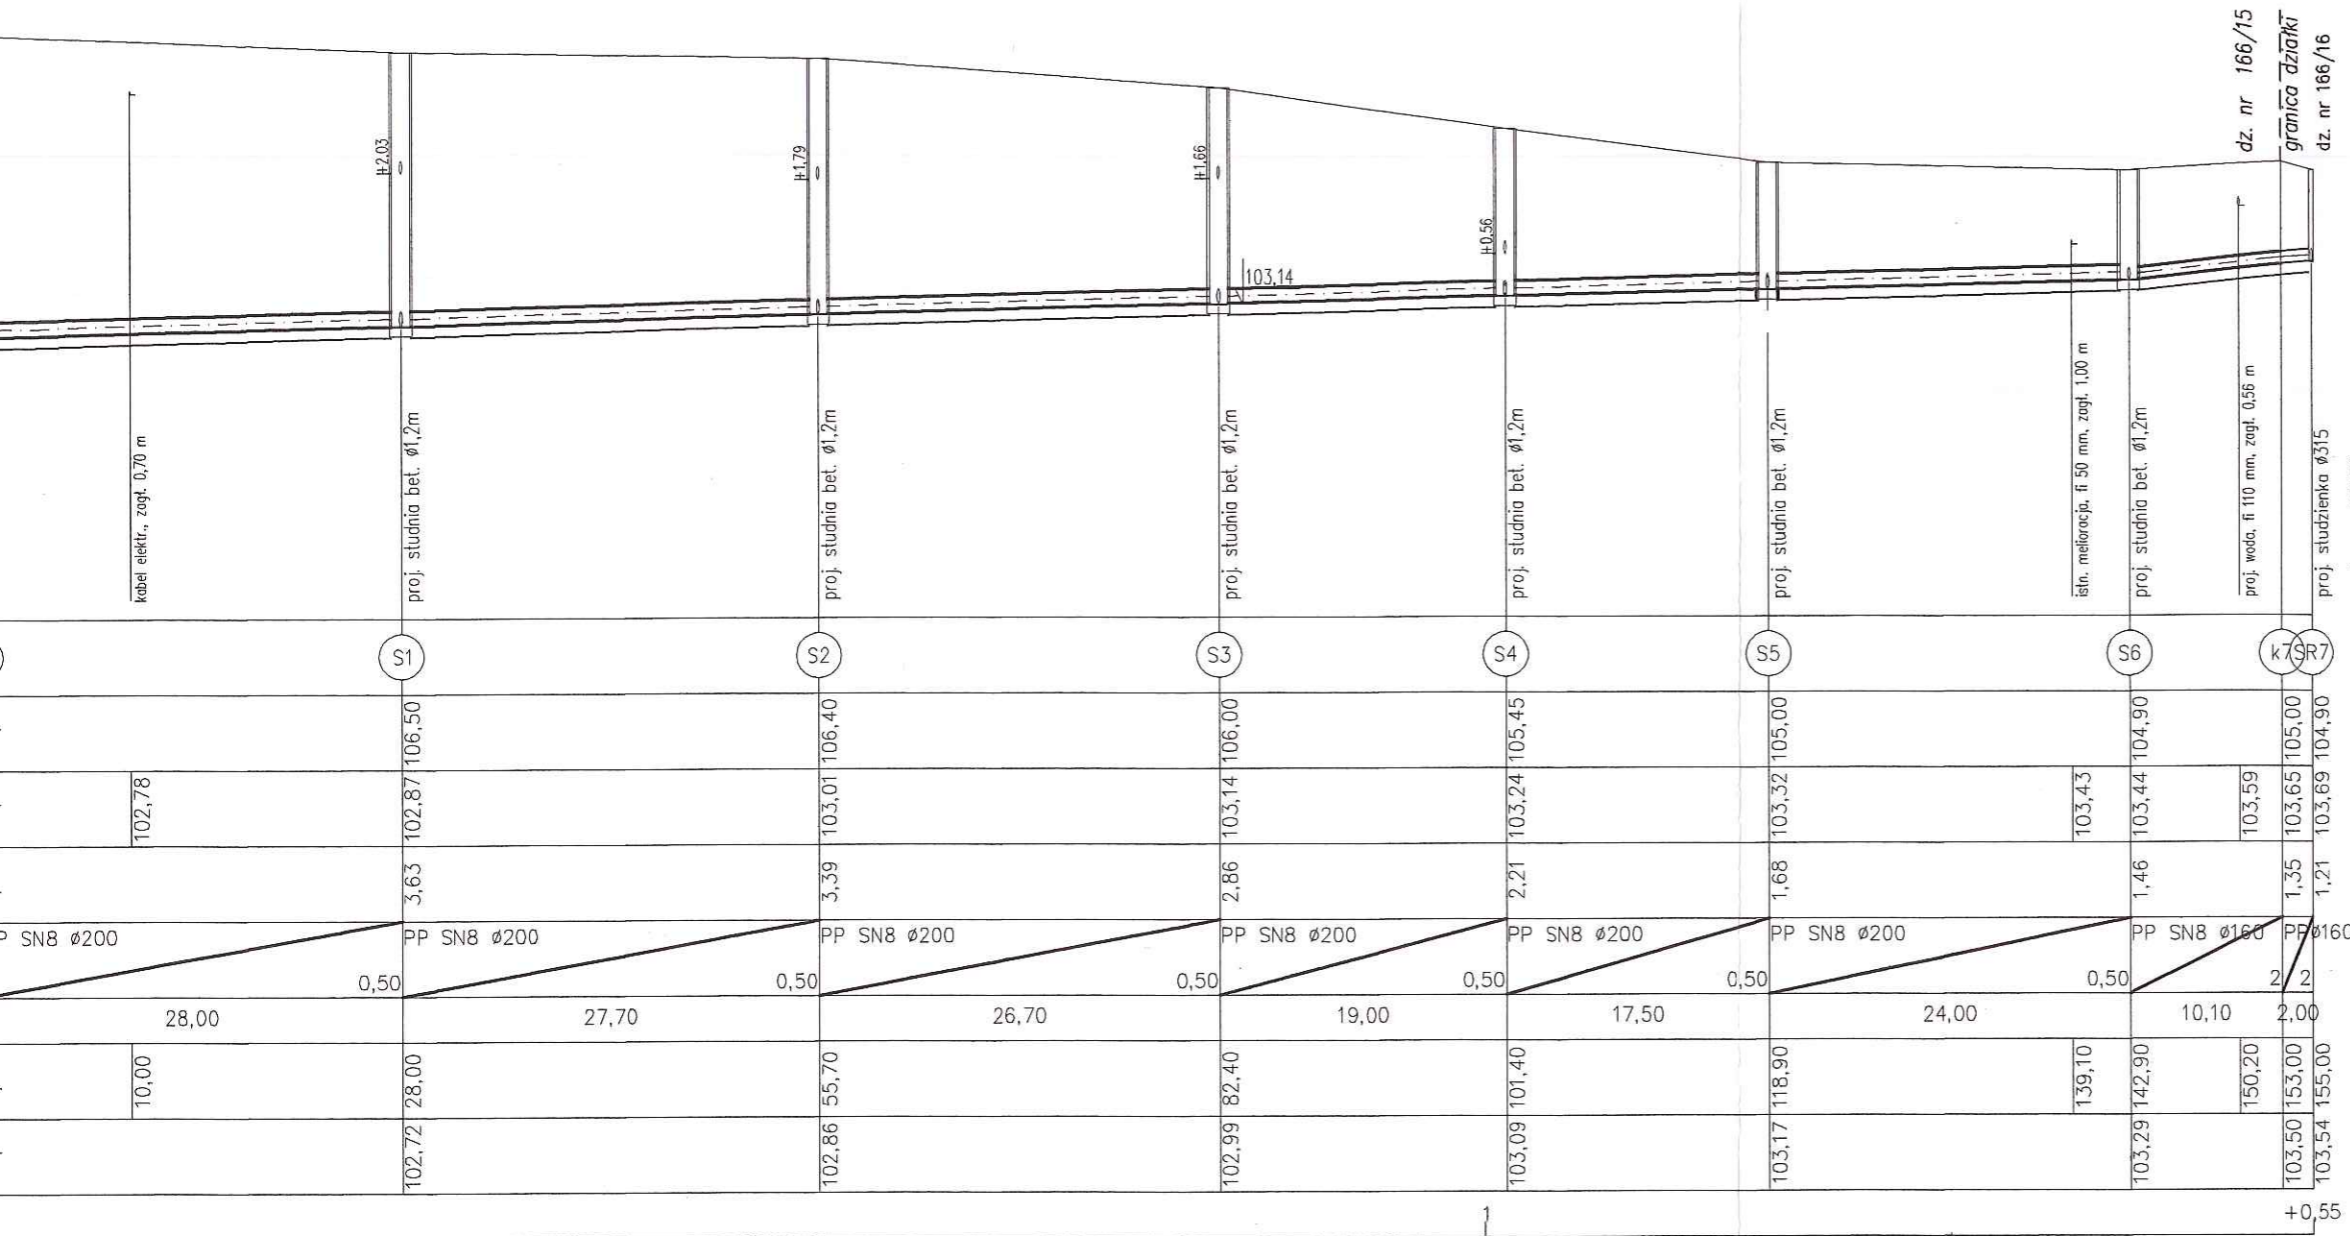 dz. nr 166/15
granica działki
dz. nr 166/16
H+2,03
H+1,79
H+1,66
H+0,56
103,14
kabel elektr., zagł. 0,70 m
proj. studnia bet. ø1,2m
proj. studnia bet. ø1,2m
proj. studnia bet. ø1,2m
proj. studnia bet. ø1,2m
proj. studnia bet. ø1,2m
istn. melioracja, fi 50 mm, zagł. 1,00 m
proj. studnia bet. ø1,2m
proj. woda, fi 110 mm, zagł. 0,56 m
proj. studzienka ø315
S1 S2 S3 S4 S5 S6 k7 SR7
106,50 106,40 106,00 105,45 105,00 104,90 105,00 104,90
102,78 102,87 103,01 103,14 103,24 103,32 103,43 103,44 103,59 103,65 103,69
3,63 3,39 2,86 2,21 1,68 1,46 1,35 1,21
P SN8 ø200 PP SN8 ø200 PP SN8 ø200 PP SN8 ø200 PP SN8 ø200 PP SN8 ø200 PP SN8 ø160 PP ø160
0,50 0,50 0,50 0,50 0,50 0,50 2 2
28,00 27,70 26,70 19,00 17,50 24,00 10,10 2,00
10,00 28,00 55,70 82,40 101,40 118,90 139,10 142,90 150,20 153,00 155,00
102,72 102,86 102,99 103,09 103,17 103,29 103,50 103,54
1 +0,55